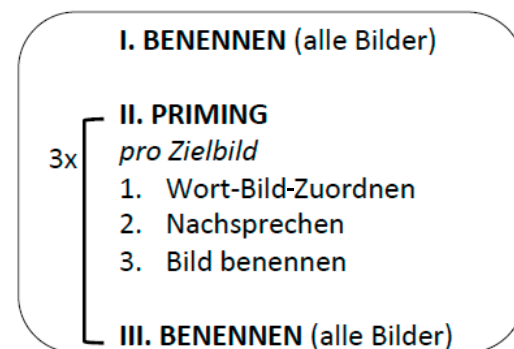 I. BENENNEN (alle Bilder)
II. PRIMING
3x
pro Zielbild
1. Wort-Bild-Zuordnen
2. Nachsprechen
3. Bild benennen
III. BENENNEN (alle Bilder)